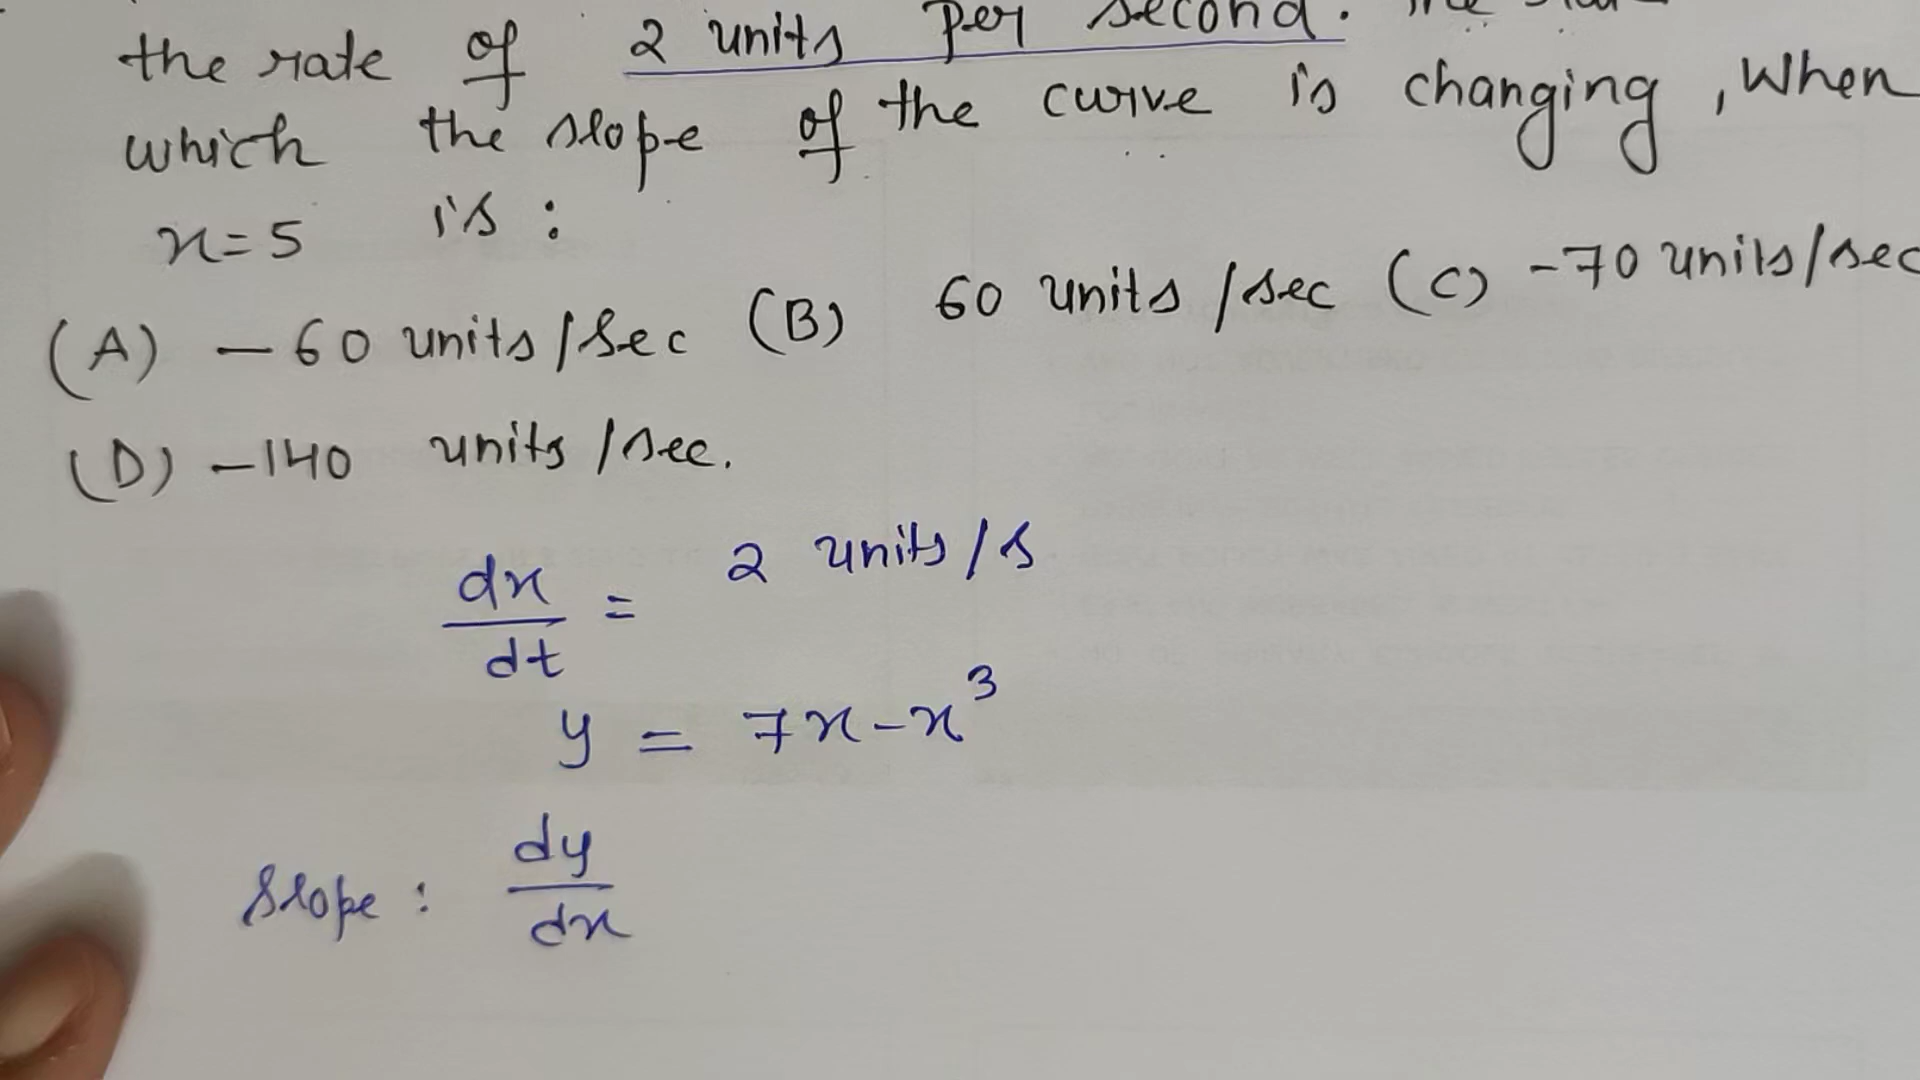 the rate of 2 units per second. The
which the slope of the curve is changing, when
x=5 is:
(A) - 60 units/sec (B) 60 units/sec (C) -70 units/sec
(D) -140 units/sec.
dx/dt = 2 units/s
y = 7x-x³
Slope: dy/dx